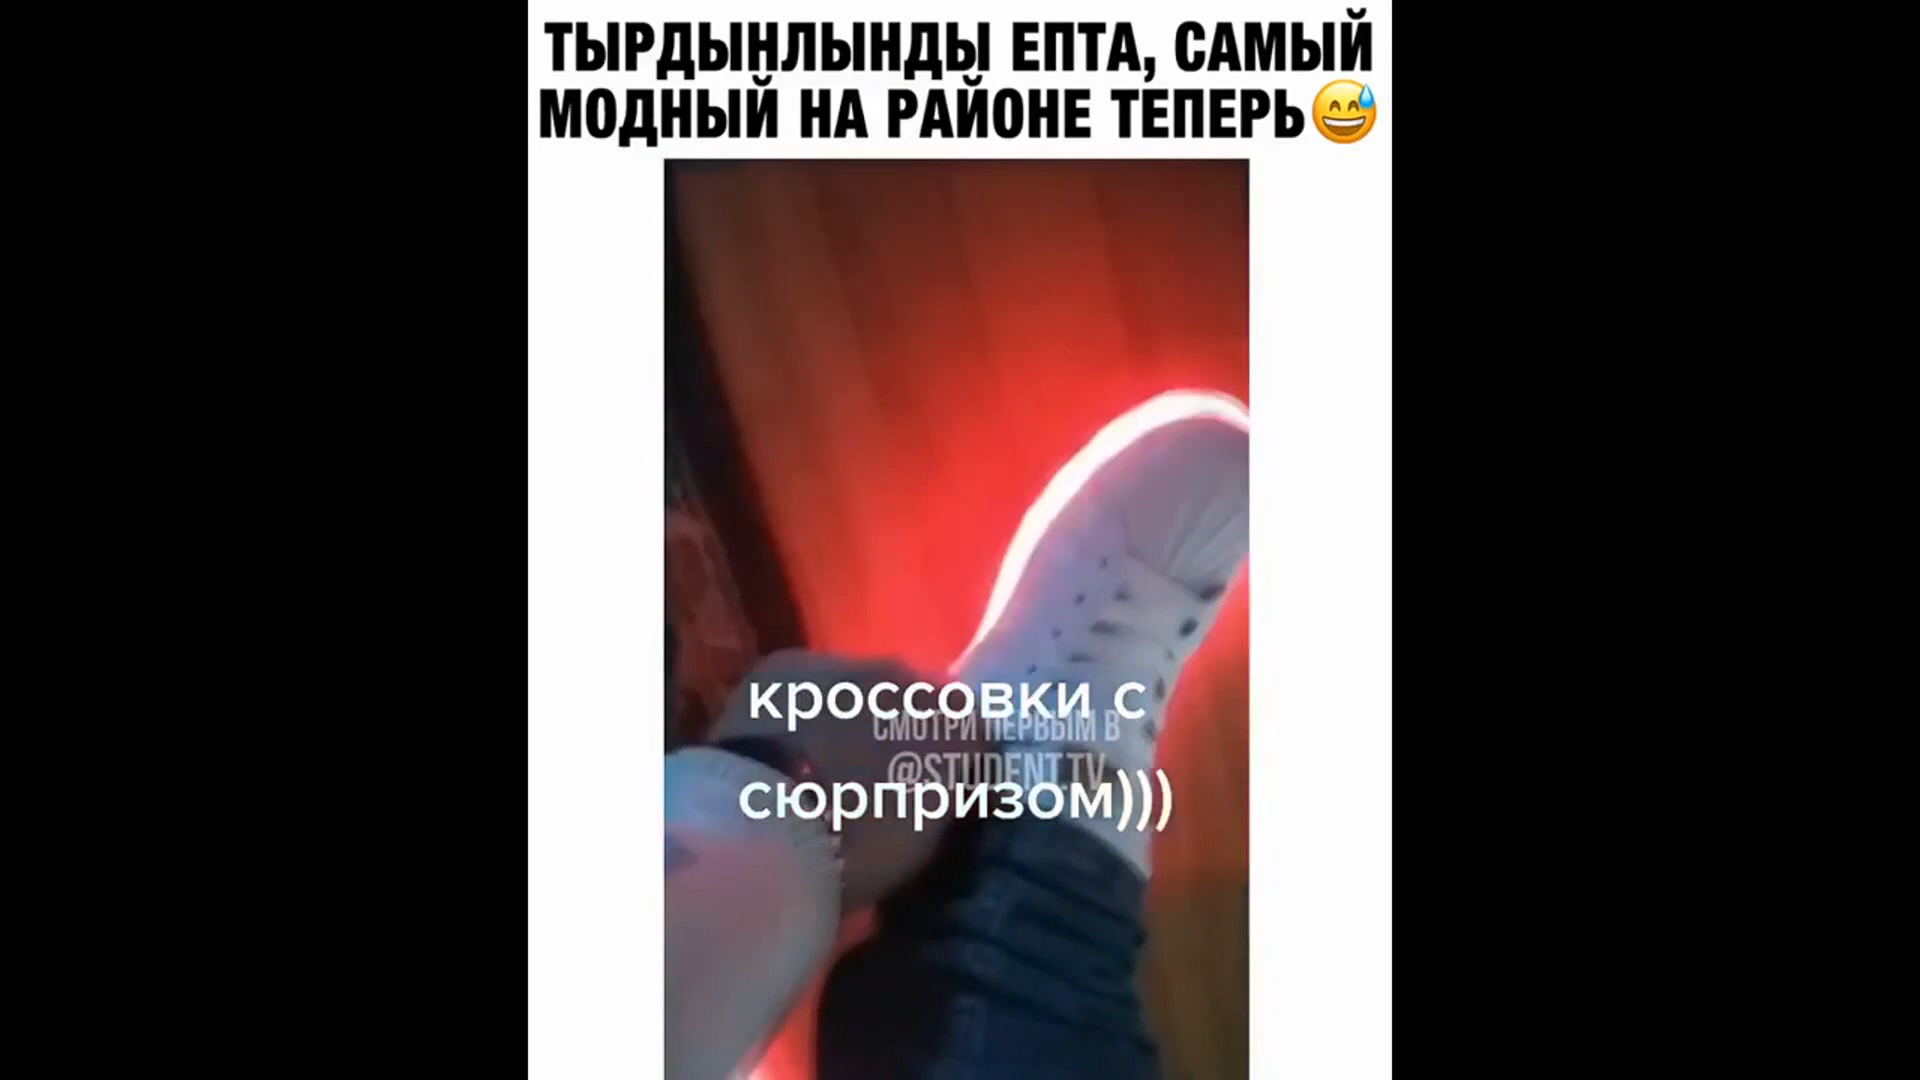 ТЫРДЫНЛЫНДЫ ЕПТА, САМЫЙ
МОДНЫЙ НА РАЙОНЕ ТЕПЕРЬ😅
кроссовки с
СМОТРИ ПЕРВЫМ В
@STUDENT.TV
сюрпризом)))